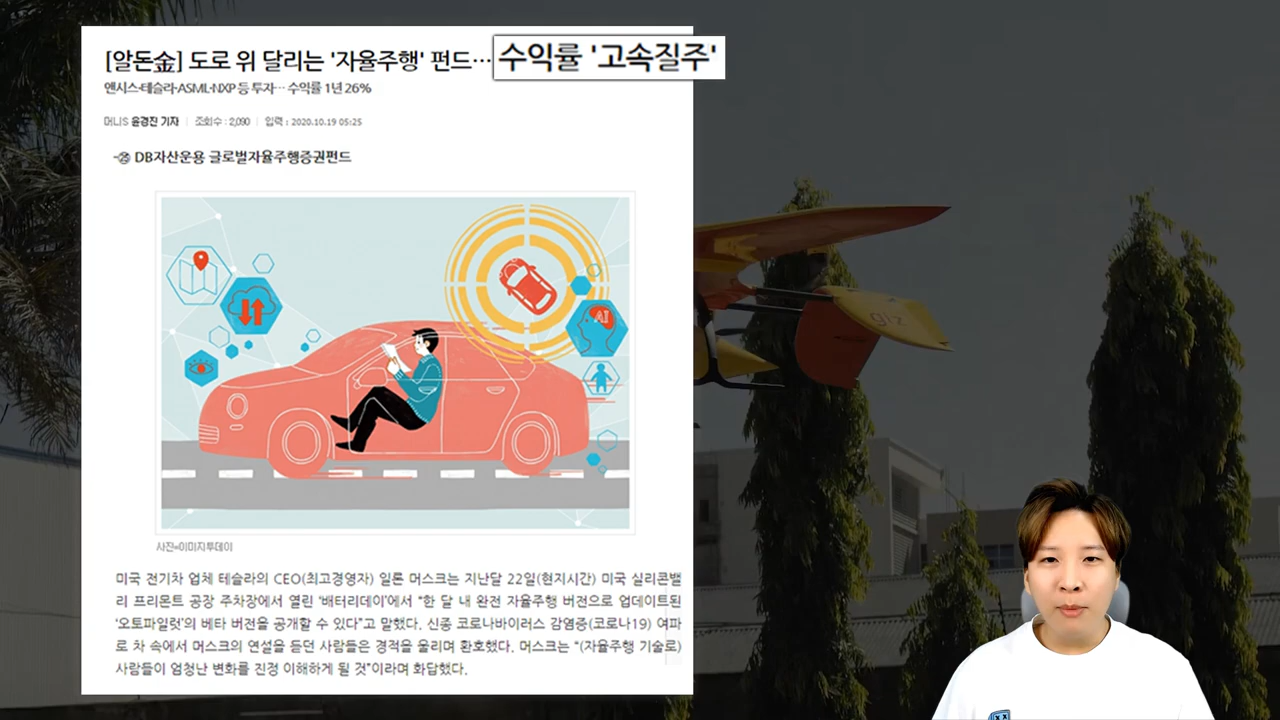 [알돈金] 도로 위 달리는 '자율주행' 펀드… 수익률 '고속질주'
앤시스·테슬라·ASML·NXP 등 투자… 수익률 1년 26%
머니S 윤경진 기자 | 조회수 : 2,090 | 입력 : 2020.10.19 05:25
DB자산운용 글로벌자율주행증권펀드
AI
glz
사진=이미지투데이
미국 전기차 업체 테슬라의 CEO(최고경영자) 일론 머스크는 지난달 22일(현지시간) 미국 실리콘밸
리 프리몬트 공장 주차장에서 열린 '배터리데이'에서 "한 달 내 완전 자율주행 버전으로 업데이트된
'오토파일럿'의 베타 버전을 공개할 수 있다"고 말했다. 신종 코로나바이러스 감염증(코로나19) 여파
로 차 속에서 머스크의 연설을 듣던 사람들은 경적을 울리며 환호했다. 머스크는 "(자율주행 기술로)
사람들이 엄청난 변화를 진정 이해하게 될 것"이라며 화답했다.